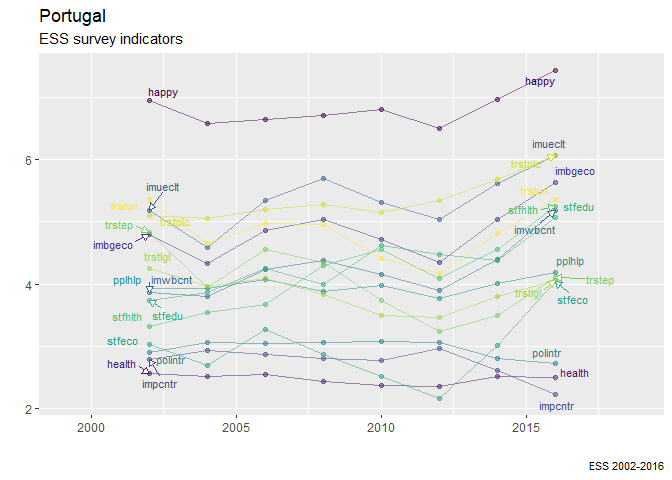 Portugal
ESS survey indicators
happy
happy
imueclt
imueclt
trstplc
imbgeco
trstun
trstun
trstplc
stfhlth
stfedu
trstep
imwbcnt
imbgeco
trstlgl
pplhlp
pplhlp
imwbcnt
trstep
trstlgl
stfeco
stfhlth
stfedu
stfeco
polintr
polintr
health
health
impcntr
impcntr
6
4
2
2000
2005
2010
2015
ESS 2002-2016